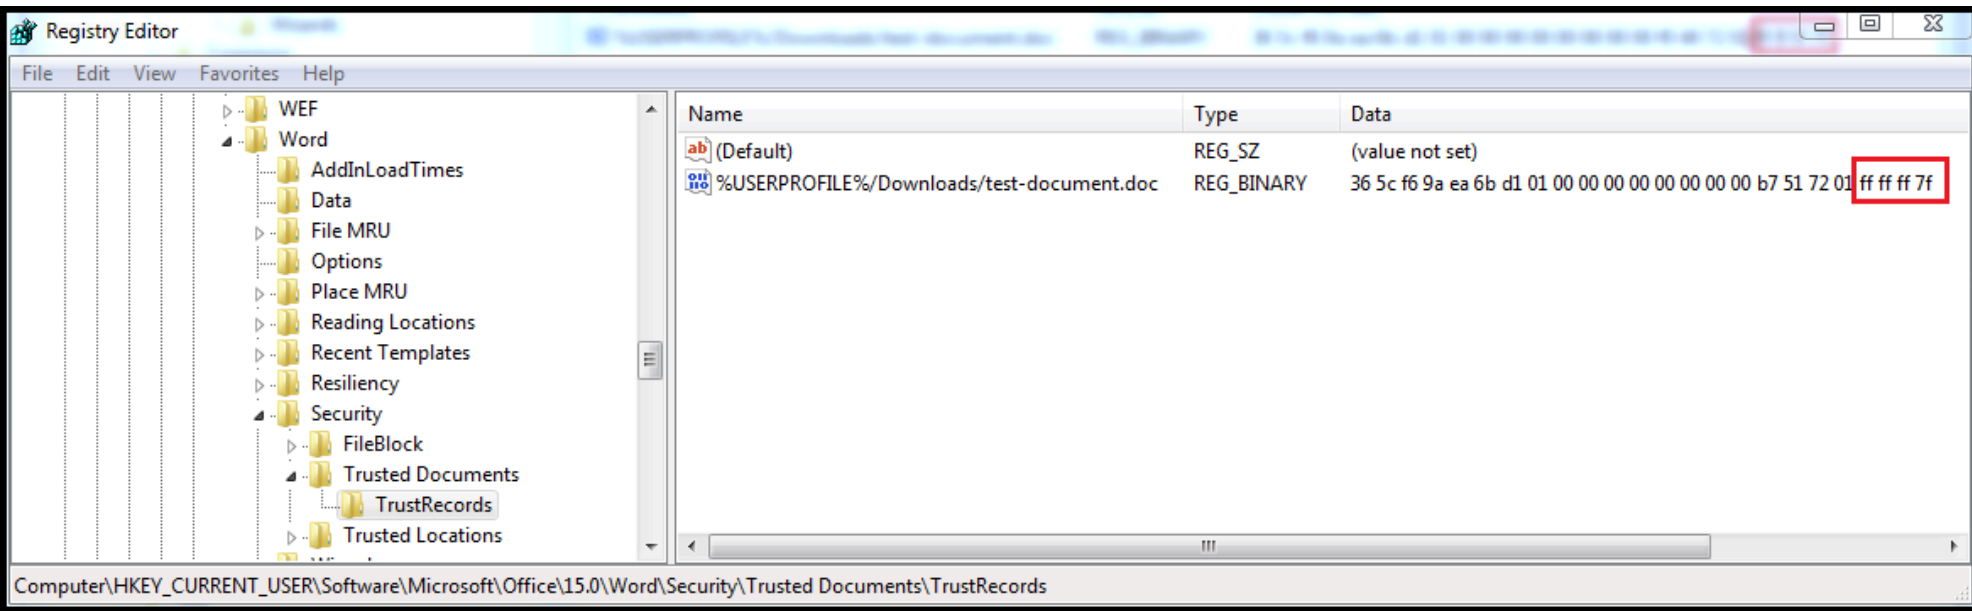 Registry Editor
File Edit View Favorites Help
WEF
Word
AddInLoadTimes
Data
File MRU
Options
Place MRU
Reading Locations
Recent Templates
Resiliency
Security
FileBlock
Trusted Documents
TrustRecords
Trusted Locations
Name Type Data
(Default) REG_SZ (value not set)
%USERPROFILE%/Downloads/test-document.doc REG_BINARY 36 5c f6 9a ea 6b d1 01 00 00 00 00 00 00 00 00 b7 51 72 01 ff ff ff 7f
Computer\HKEY_CURRENT_USER\Software\Microsoft\Office\15.0\Word\Security\Trusted Documents\TrustRecords